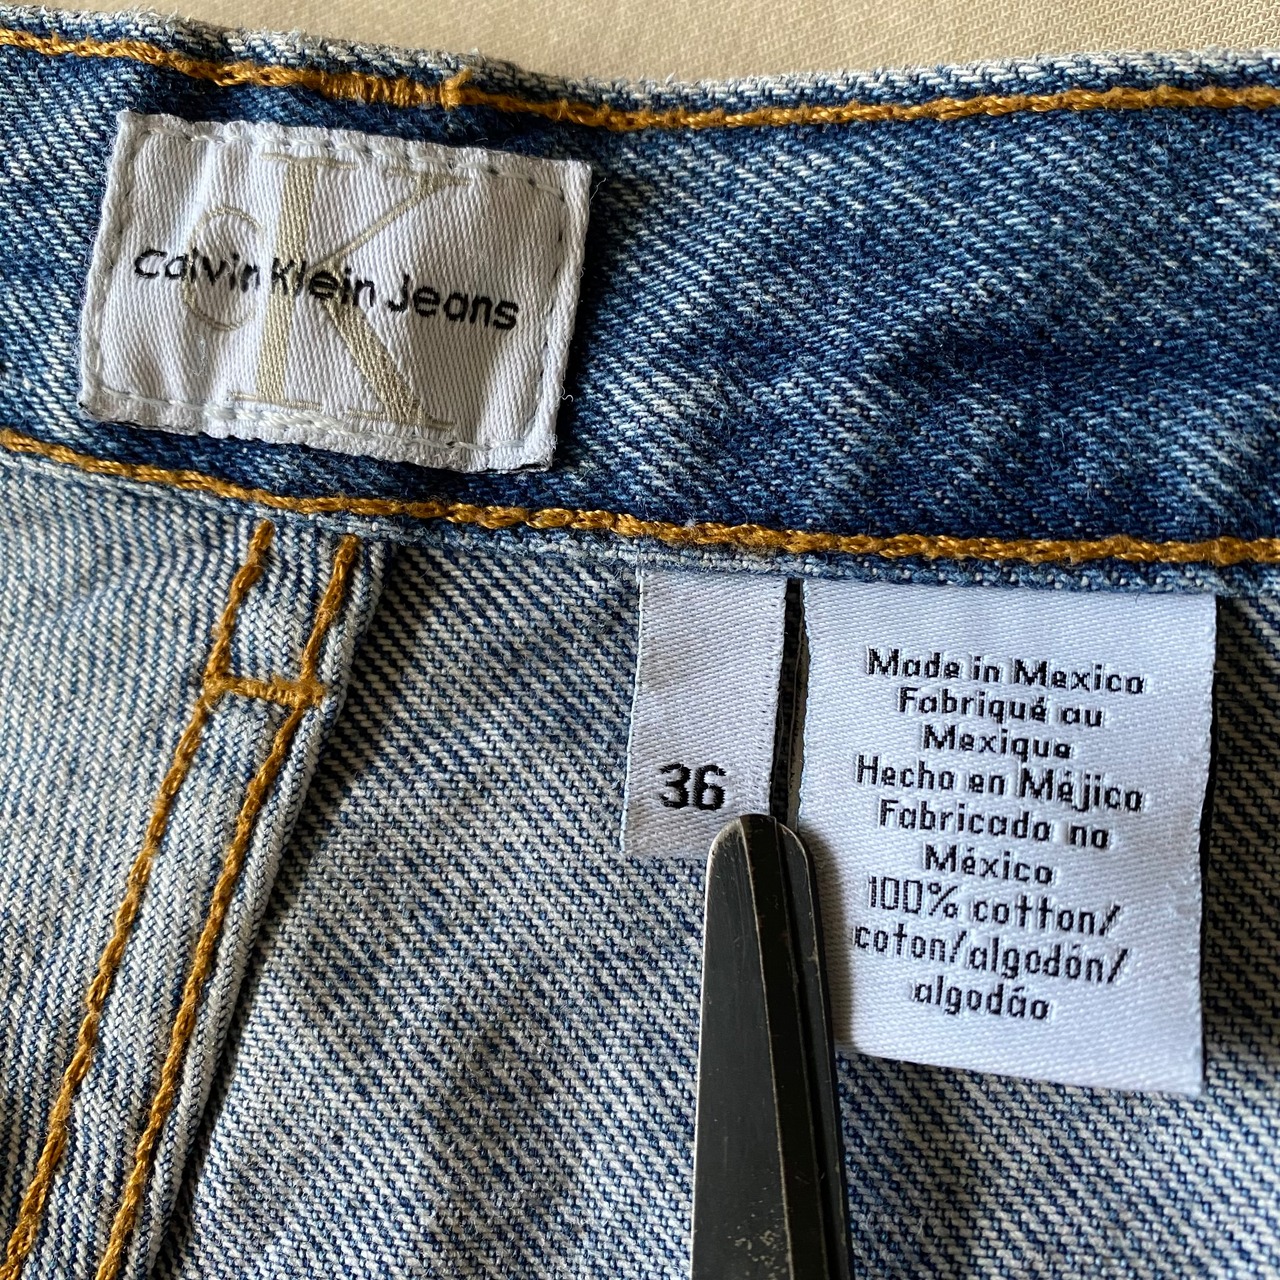 cK
Calvin Klein Jeans
36
Made in Mexico
Fabriqué au
Mexique
Hecho en Méjico
Fabricado no
México
100% cotton/
coton/algodón/
algodáo